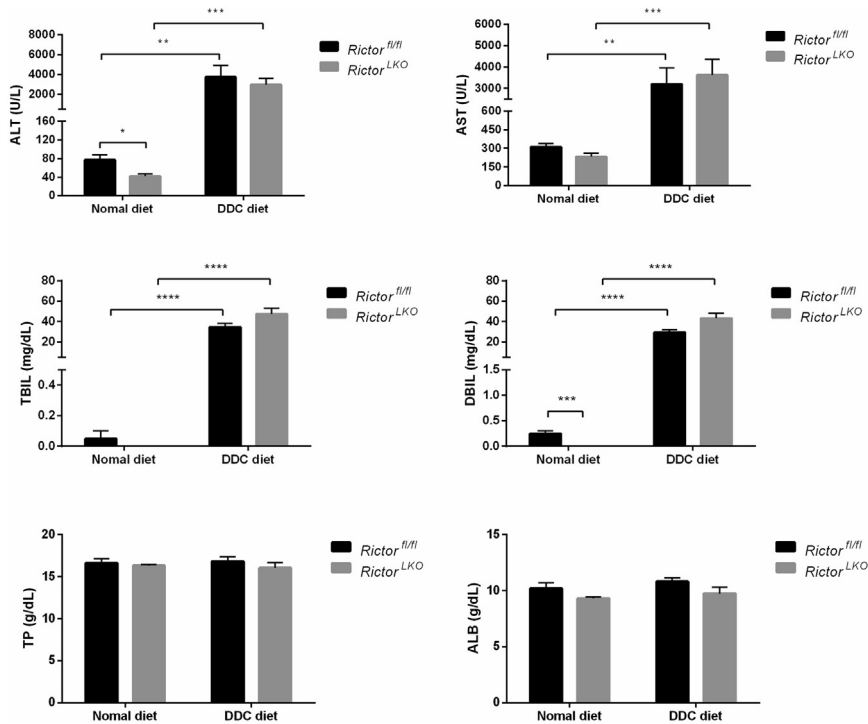 ***
**
8000
6000
4000
2000
160
120
80
40
0
ALT (U/L)
*
Nomal diet
DDC diet
Rictor fl/fl
Rictor LKO
***
**
6000
4500
3000
1500
600
450
300
150
0
AST (U/L)
Nomal diet
DDC diet
Rictor fl/fl
Rictor LKO
****
****
80
60
40
20
0.4
0.2
0.0
TBIL (mg/dL)
Nomal diet
DDC diet
Rictor fl/fl
Rictor LKO
****
****
80
60
40
20
1.5
1.0
0.5
0.0
DBIL (mg/dL)
***
Nomal diet
DDC diet
Rictor fl/fl
Rictor LKO
20
15
10
5
0
TP (g/dL)
Nomal diet
DDC diet
Rictor fl/fl
Rictor LKO
15
10
5
0
ALB (g/dL)
Nomal diet
DDC diet
Rictor fl/fl
Rictor LKO